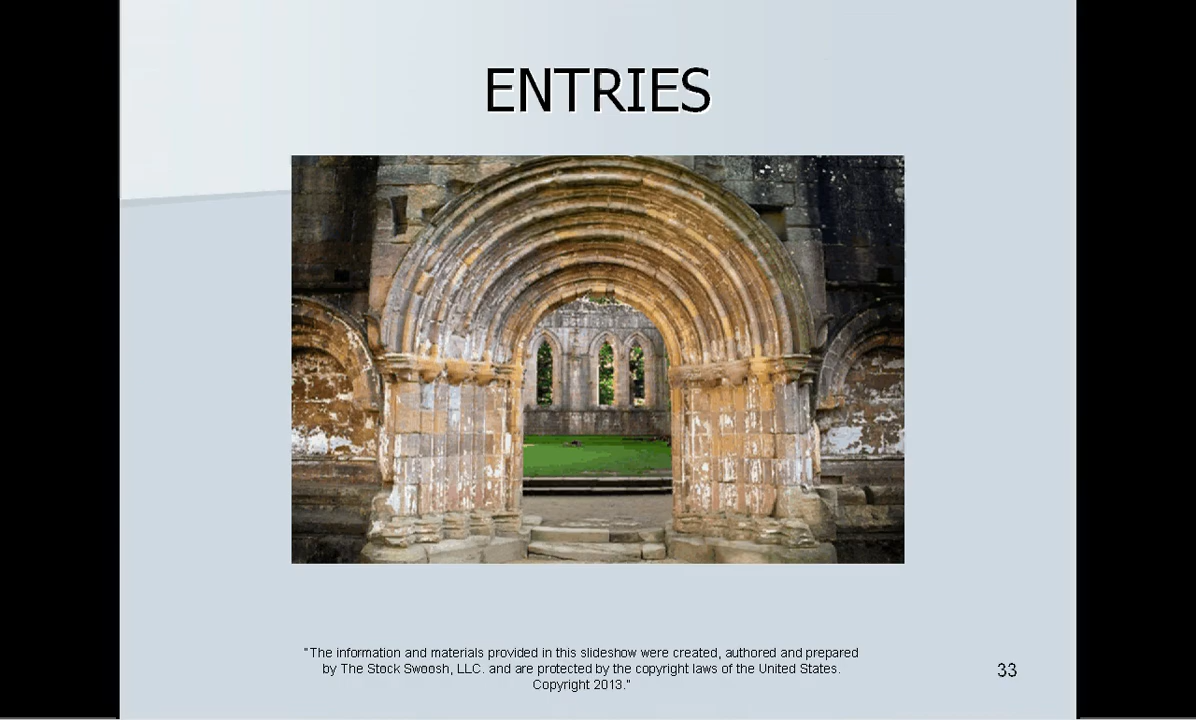 ENTRIES
"The information and materials provided in this slideshow were created, authored and prepared
by The Stock Swoosh, LLC. and are protected by the copyright laws of the United States.
Copyright 2013."
33